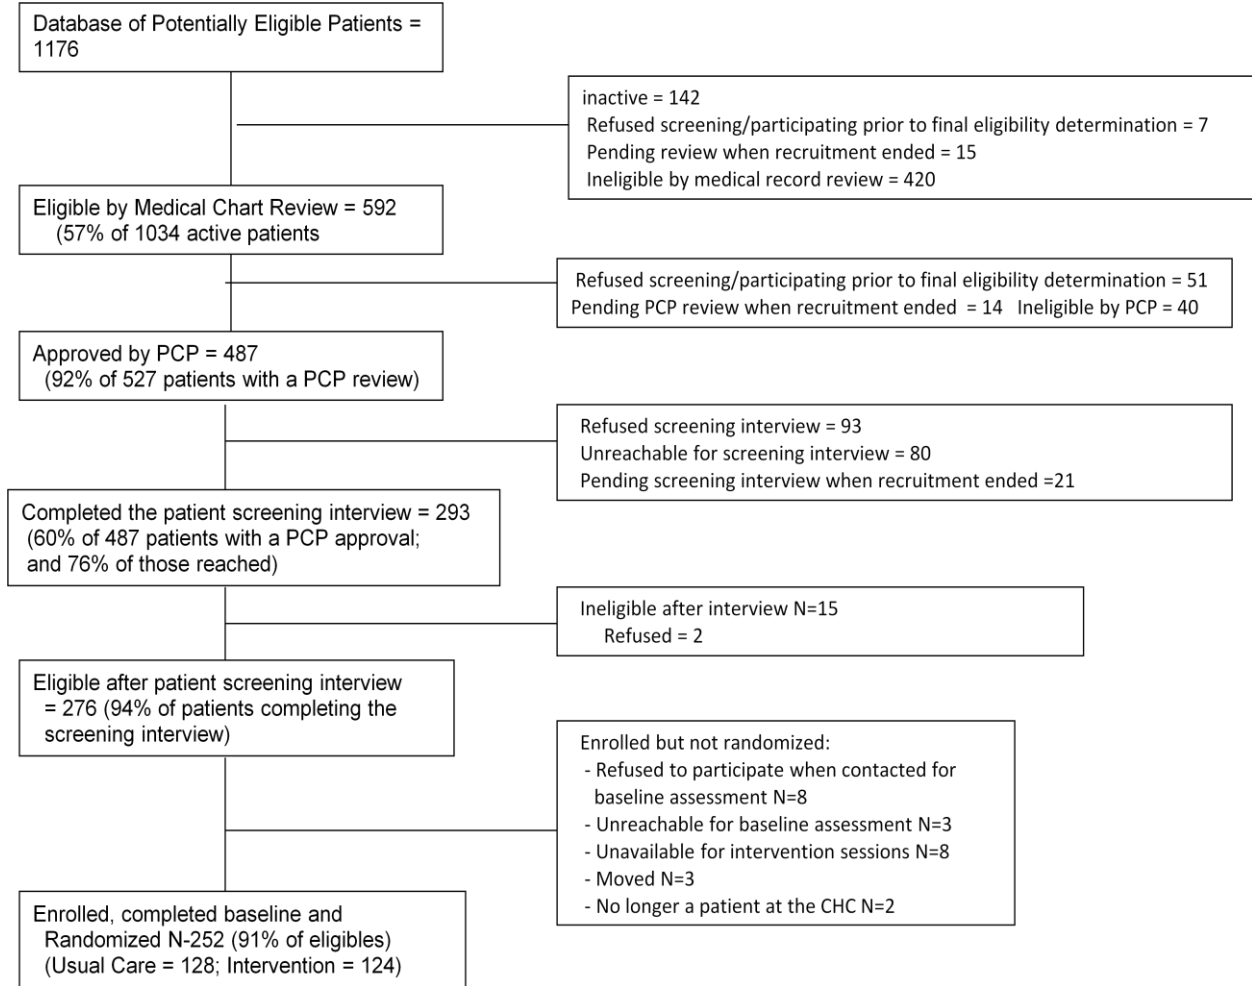 Database of Potentially Eligible Patients =
1176
inactive = 142
Refused screening/participating prior to final eligibility determination = 7
Pending review when recruitment ended = 15
Ineligible by medical record review = 420
Eligible by Medical Chart Review = 592
(57% of 1034 active patients
Refused screening/participating prior to final eligibility determination = 51
Pending PCP review when recruitment ended = 14 Ineligible by PCP = 40
Approved by PCP = 487
(92% of 527 patients with a PCP review)
Refused screening interview = 93
Unreachable for screening interview = 80
Pending screening interview when recruitment ended =21
Completed the patient screening interview = 293
(60% of 487 patients with a PCP approval;
and 76% of those reached)
Ineligible after interview N=15
Refused = 2
Eligible after patient screening interview
= 276 (94% of patients completing the
screening interview)
Enrolled but not randomized:
- Refused to participate when contacted for
baseline assessment N=8
- Unreachable for baseline assessment N=3
- Unavailable for intervention sessions N=8
- Moved N=3
- No longer a patient at the CHC N=2
Enrolled, completed baseline and
Randomized N-252 (91% of eligibles)
(Usual Care = 128; Intervention = 124)